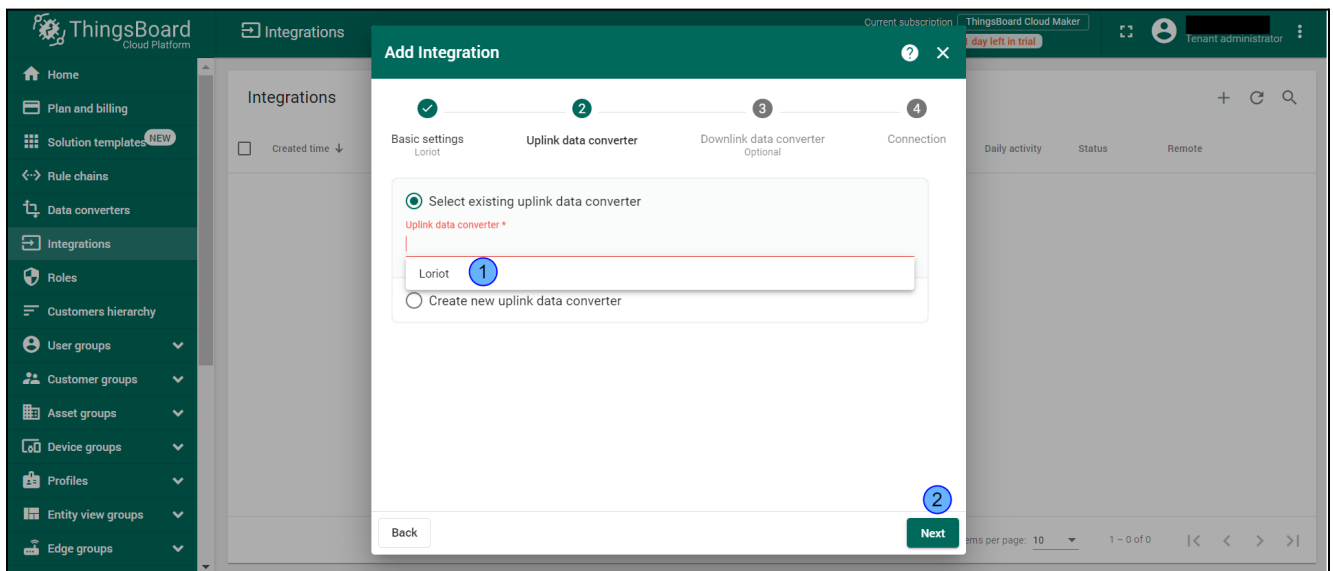 ThingsBoard
Cloud Platform
Integrations
Current subscription
ThingsBoard Cloud Maker
day left in trial
Tenant administrator
Home
Plan and billing
Solution templates NEW
Rule chains
Data converters
Integrations
Roles
Customers hierarchy
User groups
Customer groups
Asset groups
Device groups
Profiles
Entity view groups
Edge groups
Integrations
Created time
Daily activity
Status
Remote
Add Integration
?
Basic settings
Loriot
2
Uplink data converter
3
Downlink data converter
Optional
4
Connection
Select existing uplink data converter
Uplink data converter *
Loriot
1
Create new uplink data converter
2
Back
Next
ems per page: 10
1 – 0 of 0